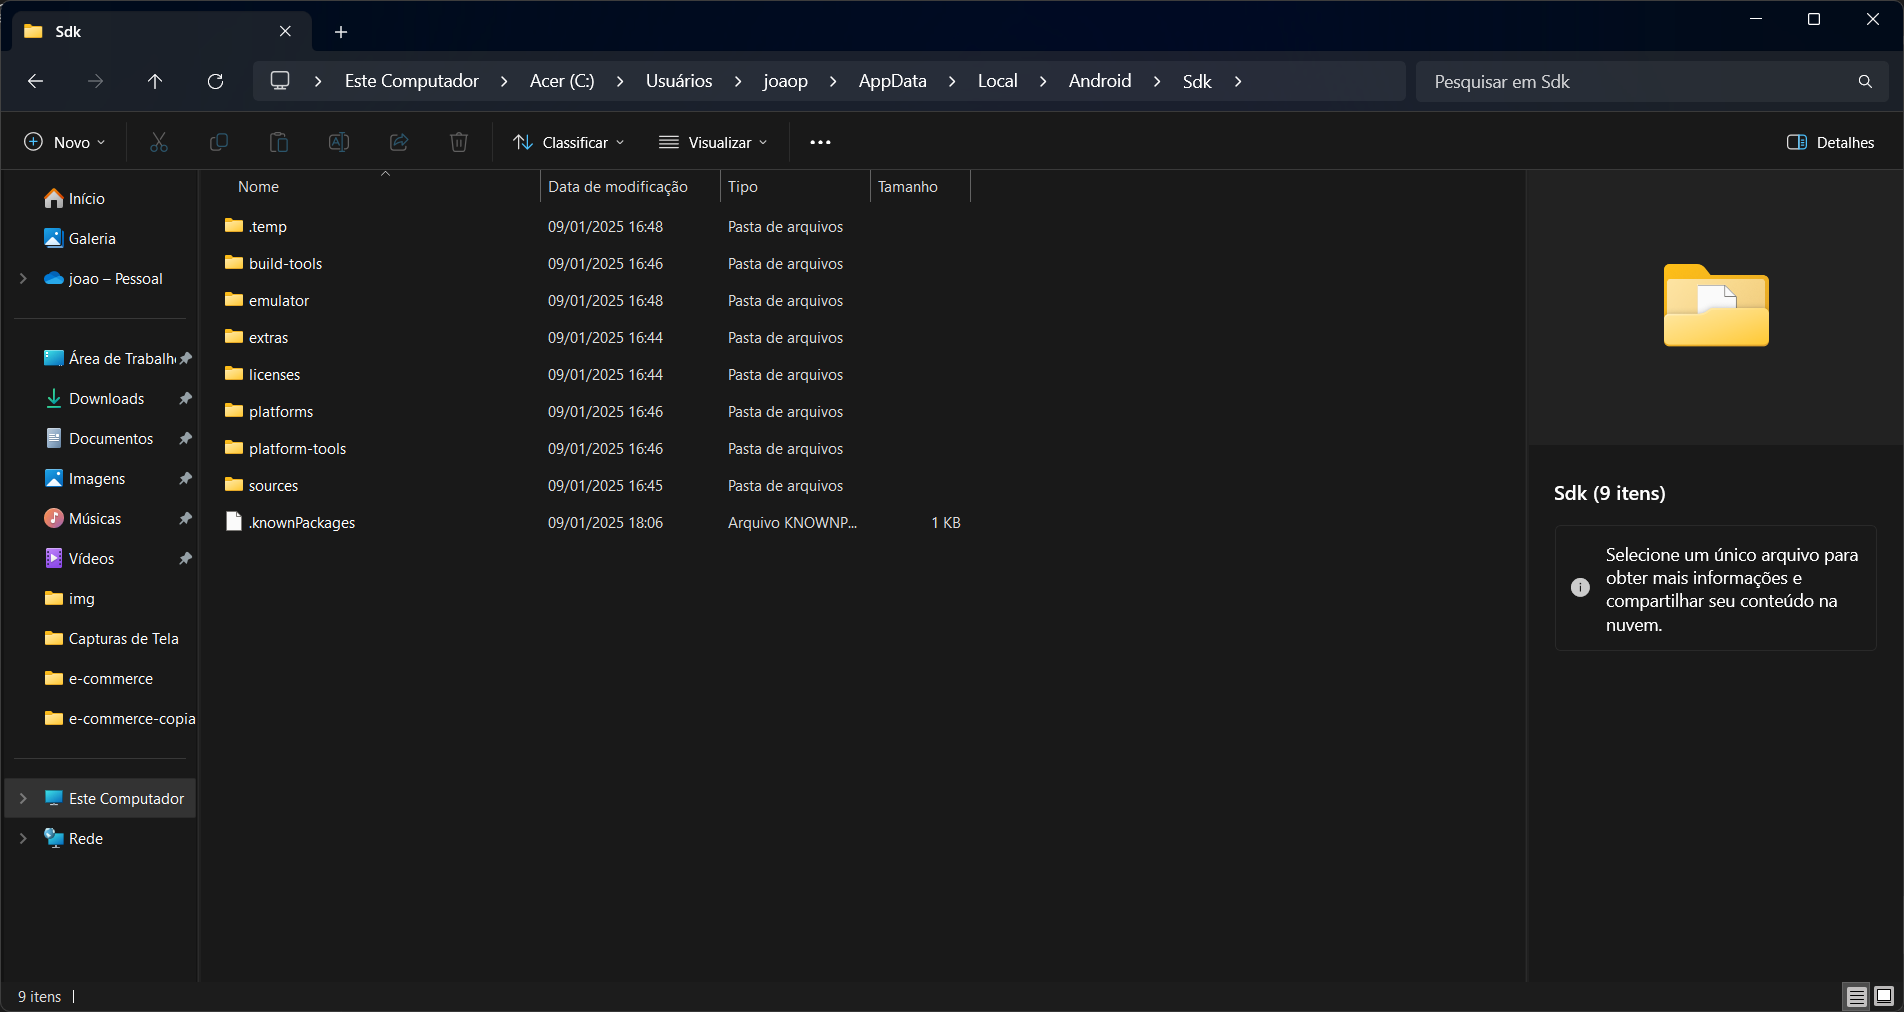 Sdk
Este Computador > Acer (C:) > Usuários > joaop > AppData > Local > Android > Sdk >
Pesquisar em Sdk
Novo
Classificar
Visualizar
Detalhes
Início
Galeria
joao – Pessoal
Área de Trabalh
Downloads
Documentos
Imagens
Músicas
Vídeos
img
Capturas de Tela
e-commerce
e-commerce-copia
Este Computador
Rede
Nome Data de modificação Tipo Tamanho
.temp 09/01/2025 16:48 Pasta de arquivos
build-tools 09/01/2025 16:46 Pasta de arquivos
emulator 09/01/2025 16:48 Pasta de arquivos
extras 09/01/2025 16:44 Pasta de arquivos
licenses 09/01/2025 16:44 Pasta de arquivos
platforms 09/01/2025 16:46 Pasta de arquivos
platform-tools 09/01/2025 16:46 Pasta de arquivos
sources 09/01/2025 16:45 Pasta de arquivos
.knownPackages 09/01/2025 18:06 Arquivo KNOWNP... 1 KB
Sdk (9 itens)
Selecione um único arquivo para
obter mais informações e
compartilhar seu conteúdo na
nuvem.
9 itens